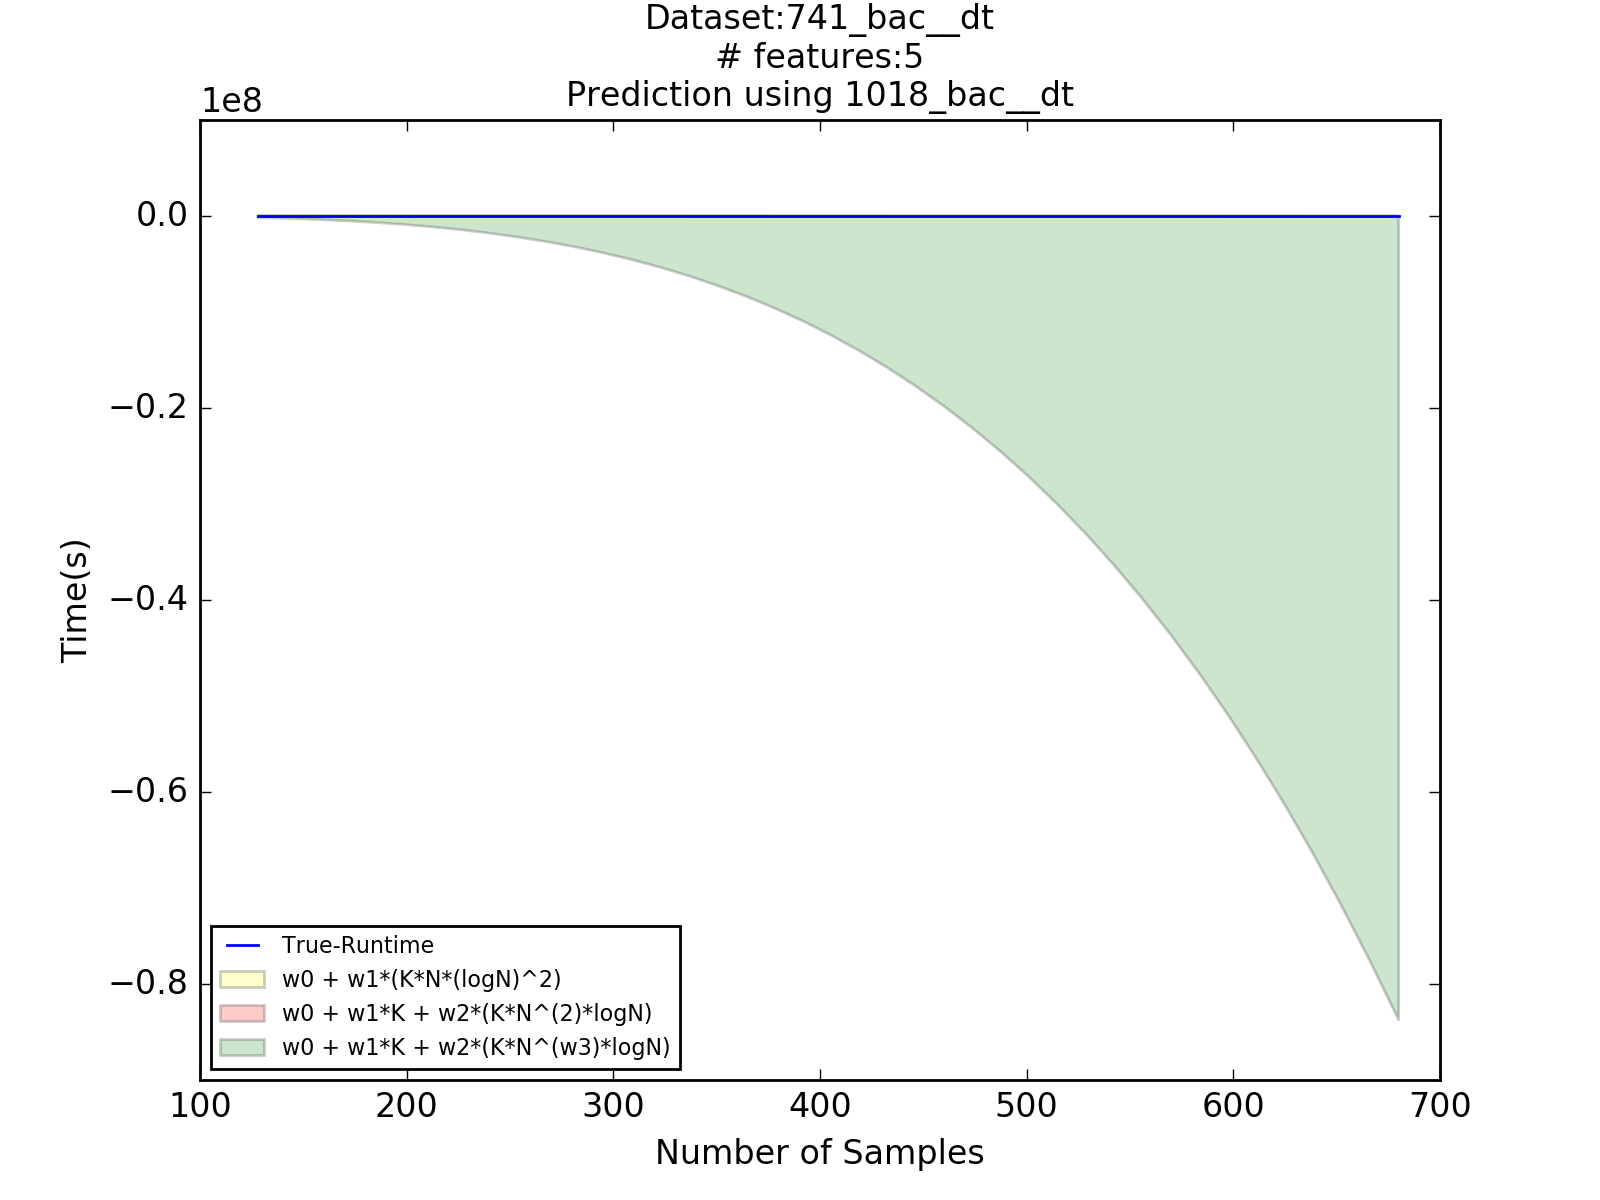 Dataset:741_bac__dt
# features:5
Prediction using 1018_bac__dt
1e8
0.0
−0.2
−0.4
−0.6
−0.8
Time(s)
True-Runtime
w0 + w1*(K*N*(logN)^2)
w0 + w1*K + w2*(K*N^(2)*logN)
w0 + w1*K + w2*(K*N^(w3)*logN)
100 200 300 400 500 600 700
Number of Samples